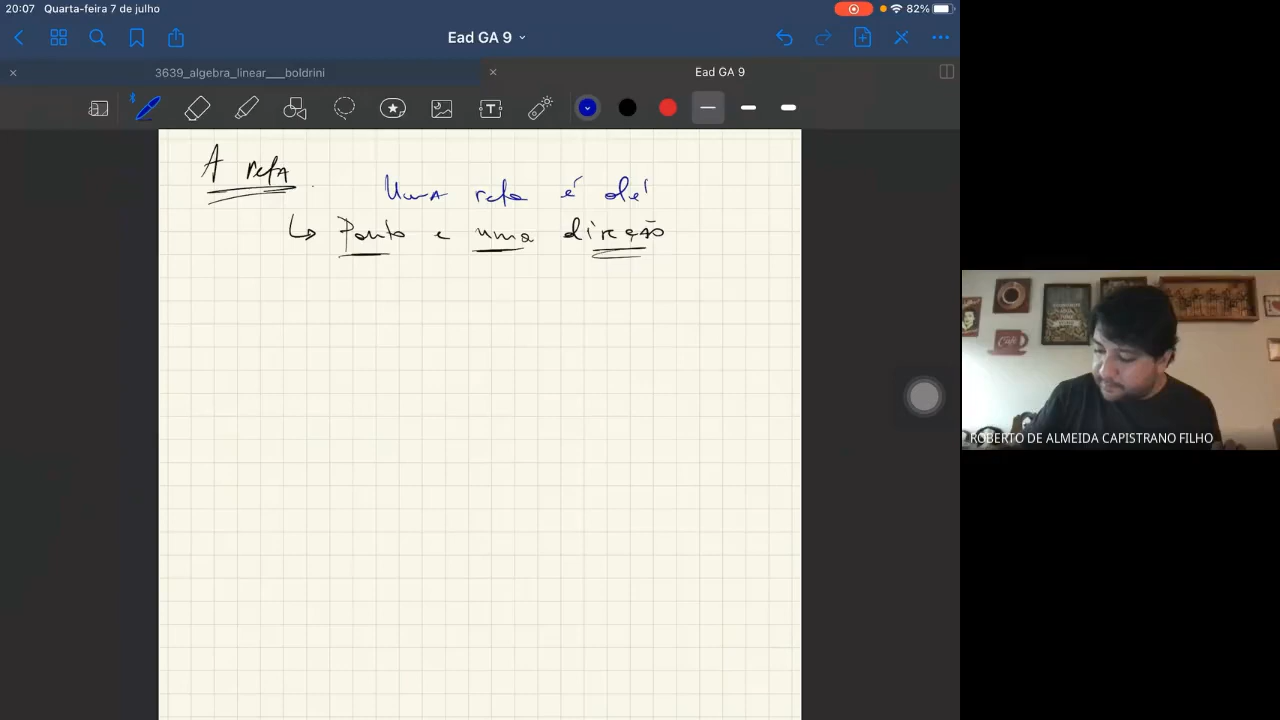 20:07 Quarta-feira 7 de julho
82%
Ead GA 9
3639_algebra_linear___boldrini
Ead GA 9
A reta
Uma reta é
↳ Ponto e uma direção
Café
ROBERTO DE ALMEIDA CAPISTRANO FILHO